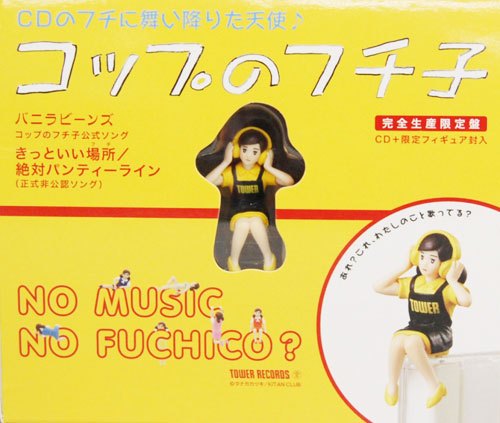 CDのフチに舞い降りた天使♪
コップのフチ子
バニラビーンズ
コップのフチ子公式ソング
きっといい場所／
絶対パンティーライン
（正式非公認ソング）
完全生産限定盤
CD＋限定フィギュア封入
TOWER
あれ？これ、わたしのこと歌ってる？
TOWER
NO MUSIC
NO FUCHICO?
TOWER RECORDS
©タナカカツキ/KITAN CLUB